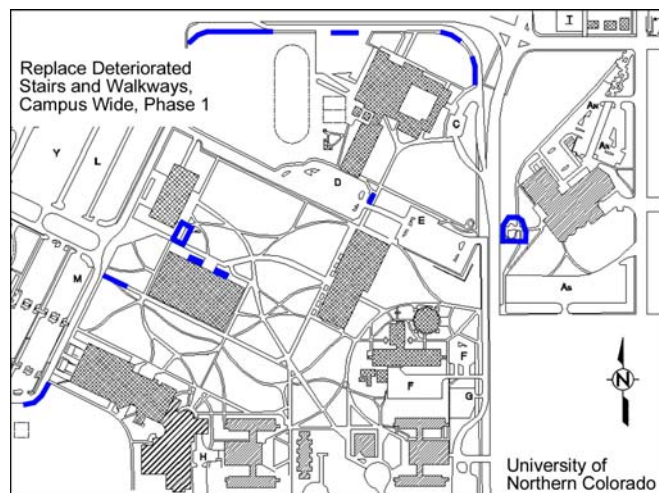 T
Replace Deteriorated
Stairs and Walkways,
Campus Wide, Phase 1
C
Y
L
D
E
M
F
F
G
H
N
University of
Northern Colorado